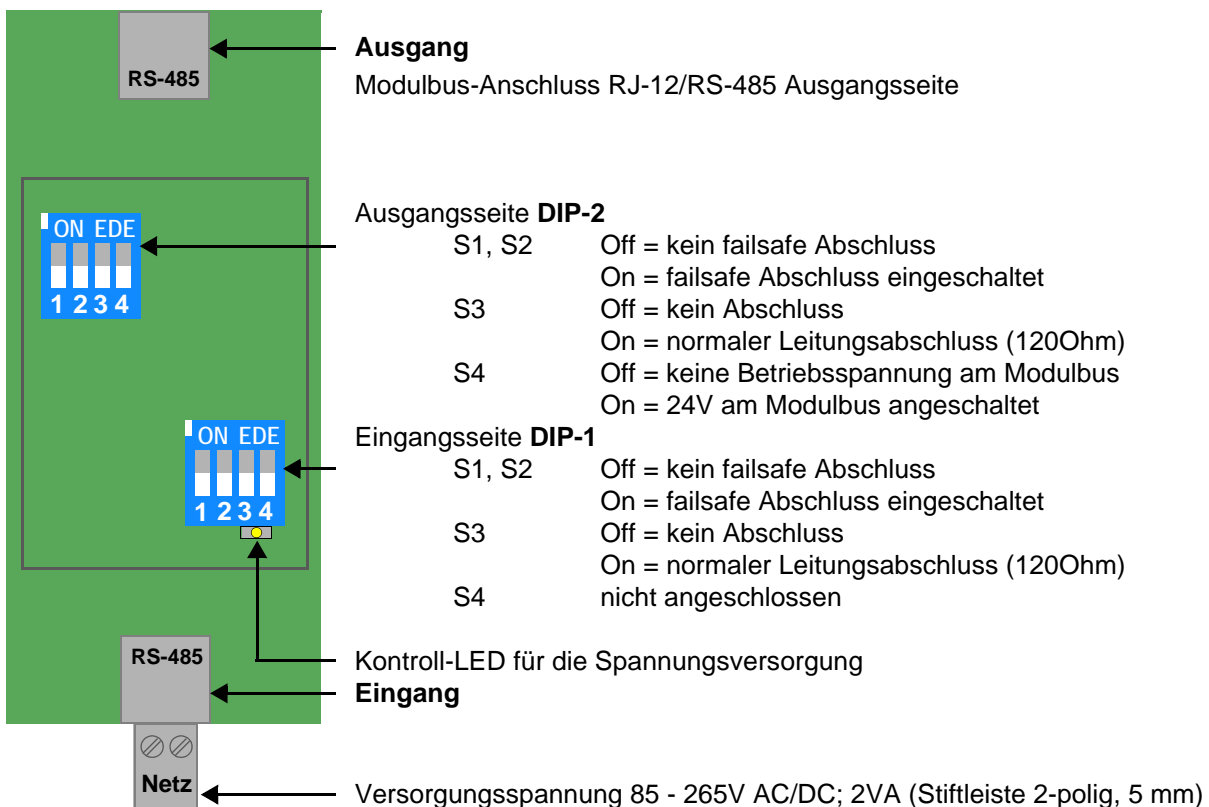 Ausgang
RS-485
Modulbus-Anschluss RJ-12/RS-485 Ausgangsseite
Ausgangsseite DIP-2
ON EDE
1 2 3 4
S1, S2 Off = kein failsafe Abschluss
On = failsafe Abschluss eingeschaltet
S3 Off = kein Abschluss
On = normaler Leitungsabschluss (120Ohm)
S4 Off = keine Betriebsspannung am Modulbus
On = 24V am Modulbus angeschaltet
Eingangsseite DIP-1
ON EDE
1 2 3 4
S1, S2 Off = kein failsafe Abschluss
On = failsafe Abschluss eingeschaltet
S3 Off = kein Abschluss
On = normaler Leitungsabschluss (120Ohm)
S4 nicht angeschlossen
RS-485
Kontroll-LED für die Spannungsversorgung
Eingang
Netz
Versorgungsspannung 85 - 265V AC/DC; 2VA (Stiftleiste 2-polig, 5 mm)